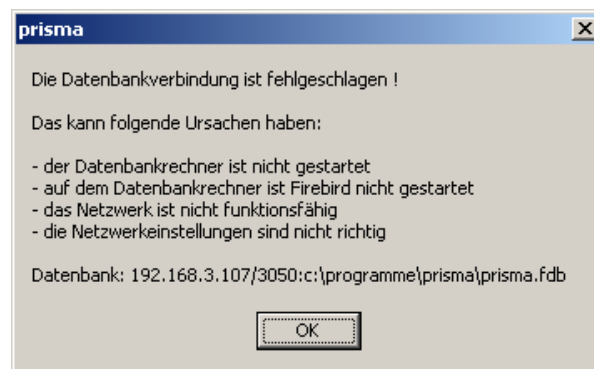 prisma
Die Datenbankverbindung ist fehlgeschlagen !
Das kann folgende Ursachen haben:
- der Datenbankrechner ist nicht gestartet
- auf dem Datenbankrechner ist Firebird nicht gestartet
- das Netzwerk ist nicht funktionsfähig
- die Netzwerkeinstellungen sind nicht richtig
Datenbank: 192.168.3.107/3050:c:\programme\prisma\prisma.fdb
OK